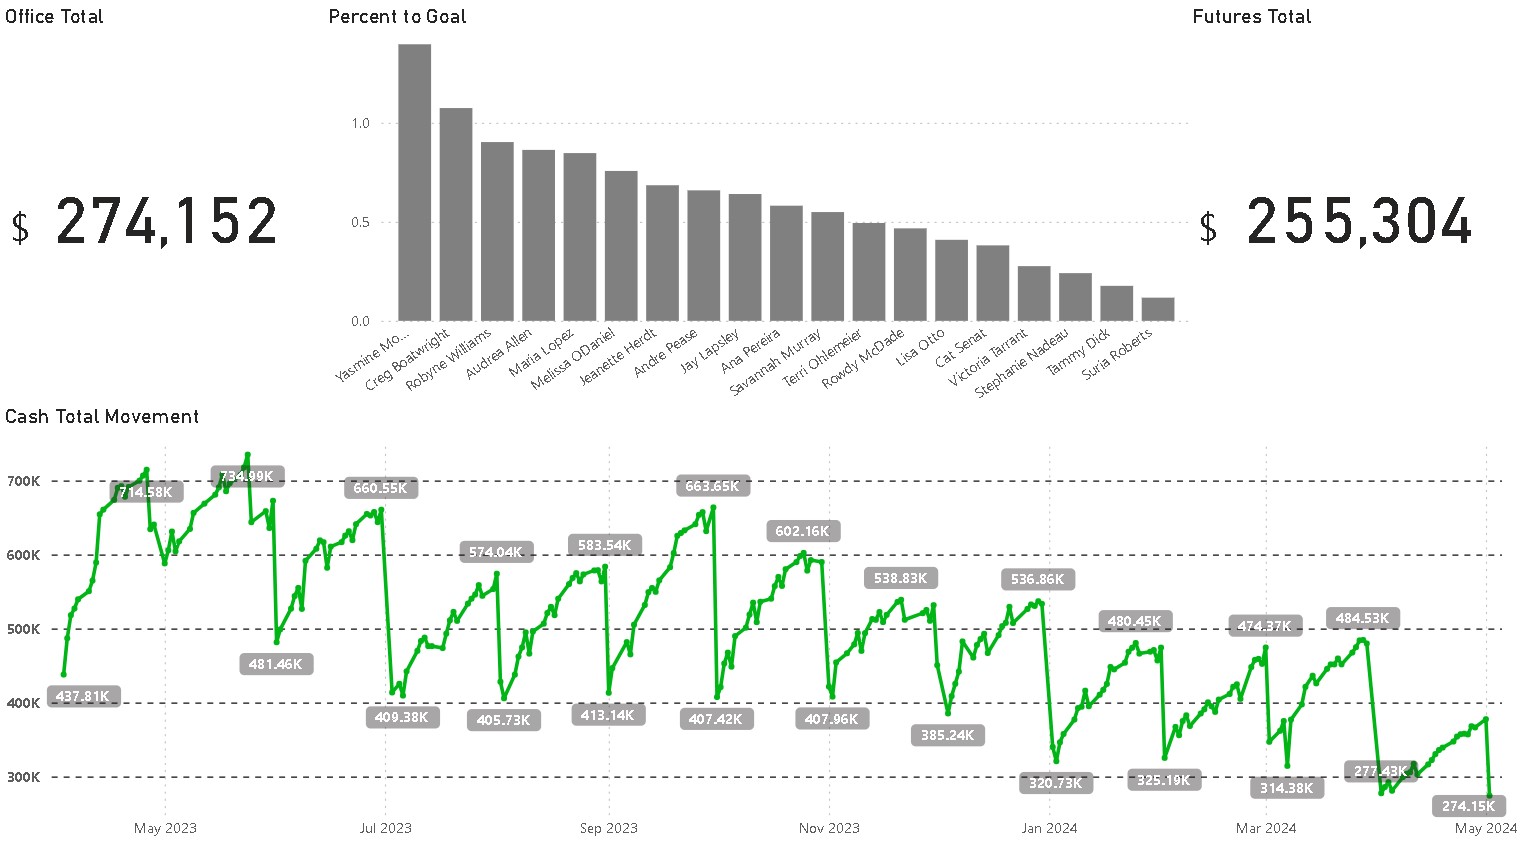 Office Total
Percent to Goal
Futures Total
$ 274,152
1.0
0.5
0.0
Yasmine Mo...
Creg Boatwright
Robyne Williams
Audrea Allen
Maria Lopez
Melissa ODaniel
Jeanette Herdt
Andre Pease
Jay Lapsley
Ana Pereira
Savannah Murray
Terri Ohlemeier
Rowdy McDade
Lisa Otto
Cat Senat
Victoria Tarrant
Stephanie Nadeau
Tammy Dick
Suria Roberts
$ 255,304
Cash Total Movement
700K
600K
500K
400K
300K
437.81K
714.58K
734.99K
481.46K
660.55K
409.38K
574.04K
405.73K
583.54K
413.14K
663.65K
407.42K
602.16K
407.96K
538.83K
385.24K
536.86K
320.73K
480.45K
325.19K
474.37K
314.38K
484.53K
277.43K
274.15K
May 2023
Jul 2023
Sep 2023
Nov 2023
Jan 2024
Mar 2024
May 2024